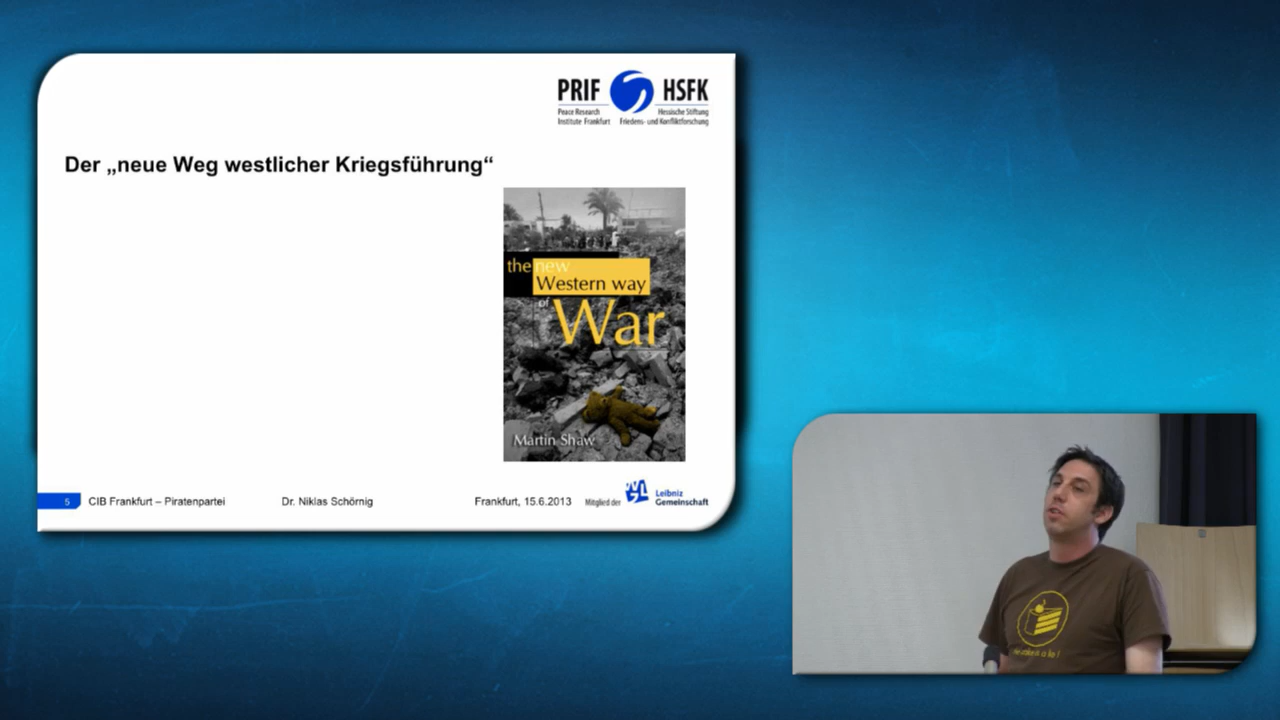 PRIF HSFK
Peace Research Hessische Stiftung
Institute Frankfurt Friedens- und Konfliktforschung
Der „neue Weg westlicher Kriegsführung“
the new
Western way
of
War
Martin Shaw
5 CIB Frankfurt – Piratenpartei Dr. Niklas Schörnig Frankfurt, 15.6.2013 Mitglied der
Leibniz
Gemeinschaft